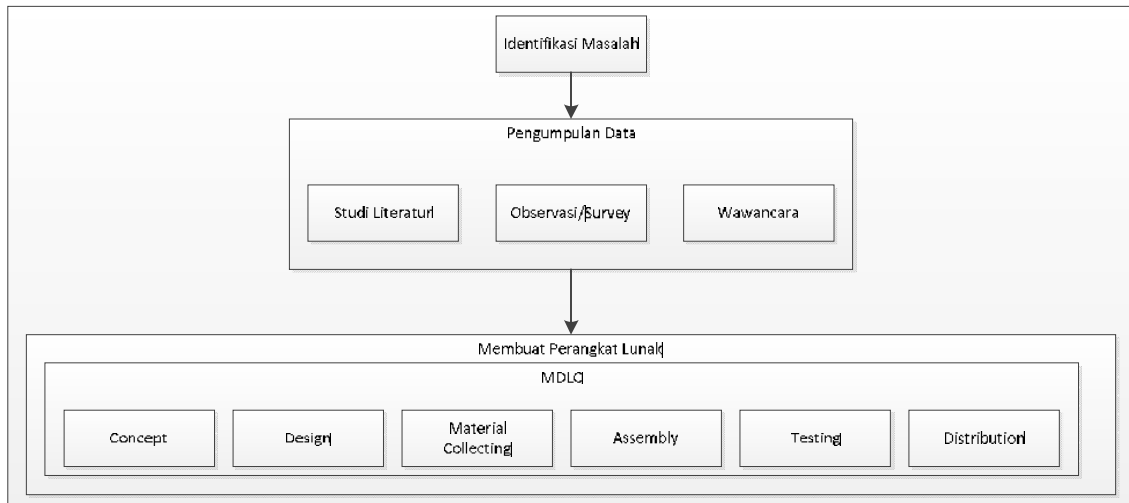 Identifikasi Masalah
Pengumpulan Data
Studi Literatur
Observasi/Survey
Wawancara
Membuat Perangkat Lunak
MDLC
Concept
Design
Material
Collecting
Assembly
Testing
Distribution